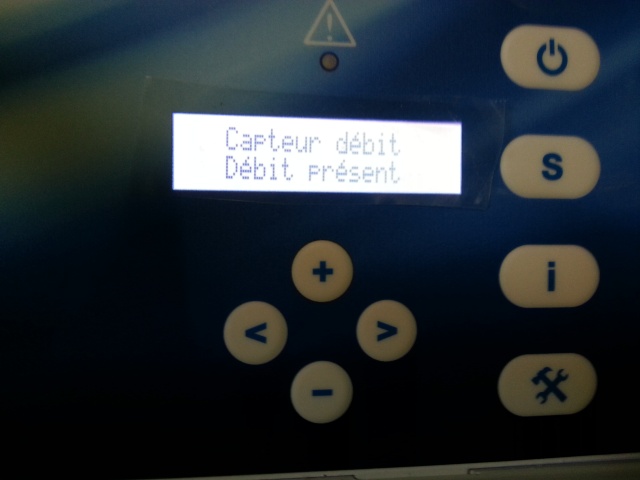 Capteur débit
Débit présent
S
+
i
< >
-